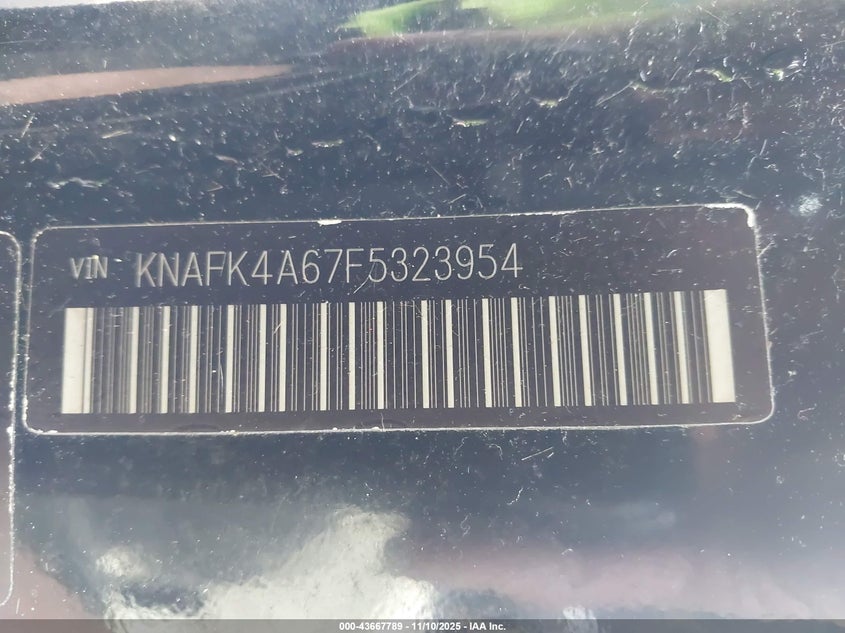 VIN KNAFK4A67F5323954
000-43667789 - 11/10/2025 - IAA Inc.